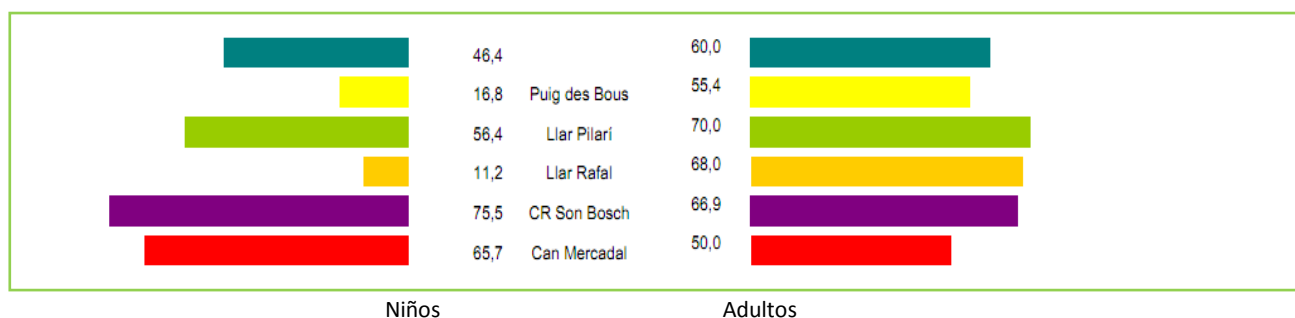 46,4 60,0
16,8 Puig des Bous 55,4
56,4 Llar Pilarí 70,0
11,2 Llar Rafal 68,0
75,5 CR Son Bosch 66,9
65,7 Can Mercadal 50,0
Niños Adultos